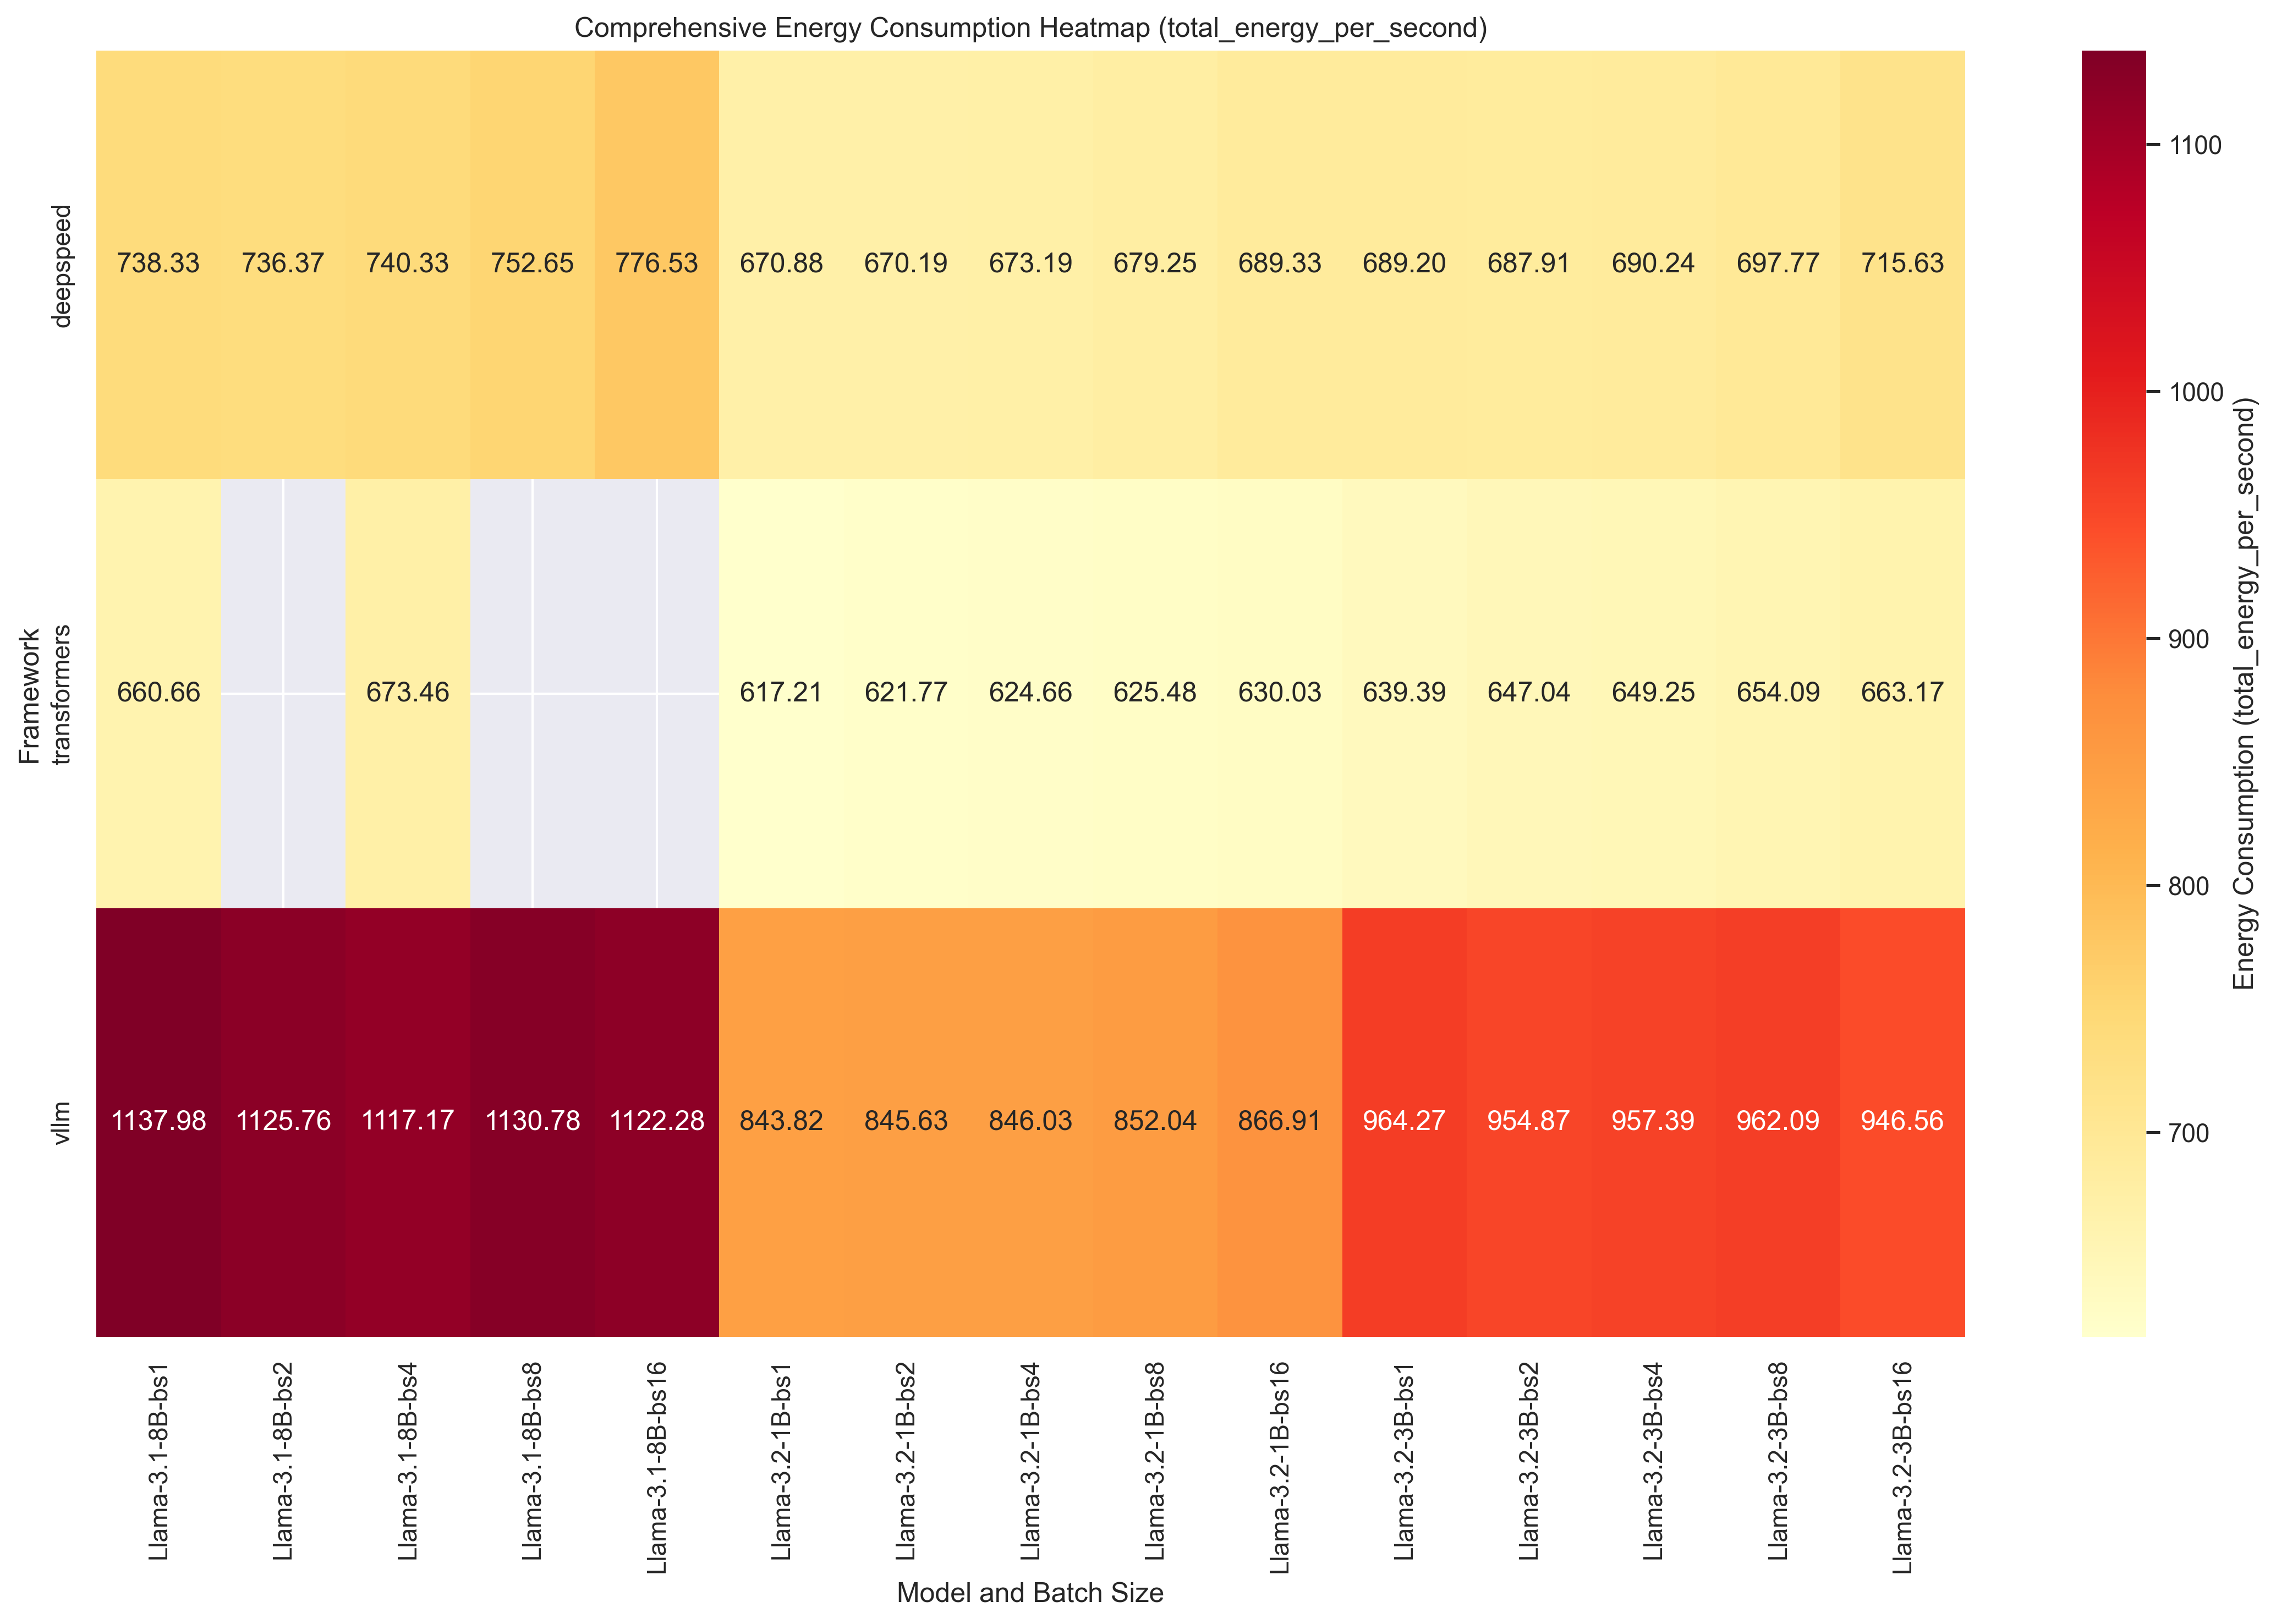 Comprehensive Energy Consumption Heatmap (total_energy_per_second)
Framework
deepspeed
738.33 736.37 740.33 752.65 776.53 670.88 670.19 673.19 679.25 689.33 689.20 687.91 690.24 697.77 715.63
transformers
660.66 673.46 617.21 621.77 624.66 625.48 630.03 639.39 647.04 649.25 654.09 663.17
vllm
1137.98 1125.76 1117.17 1130.78 1122.28 843.82 845.63 846.03 852.04 866.91 964.27 954.87 957.39 962.09 946.56
Llama-3.1-8B-bs1
Llama-3.1-8B-bs2
Llama-3.1-8B-bs4
Llama-3.1-8B-bs8
Llama-3.1-8B-bs16
Llama-3.2-1B-bs1
Llama-3.2-1B-bs2
Llama-3.2-1B-bs4
Llama-3.2-1B-bs8
Llama-3.2-1B-bs16
Llama-3.2-3B-bs1
Llama-3.2-3B-bs2
Llama-3.2-3B-bs4
Llama-3.2-3B-bs8
Llama-3.2-3B-bs16
Model and Batch Size
1100
1000
900
800
700
Energy Consumption (total_energy_per_second)